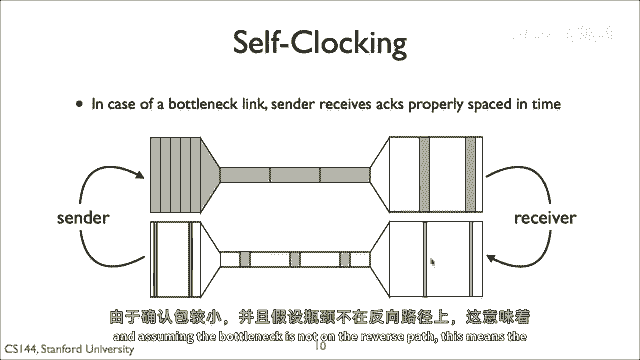 Self-Clocking
• In case of a bottleneck link, sender receives acks properly spaced in time
sender
receiver
由于确认包较小，并且假设瓶颈不在反向路径上，这意味着
and assuming the bottleneck is not on the reverse path, this means the
CS144, Stanford University
10